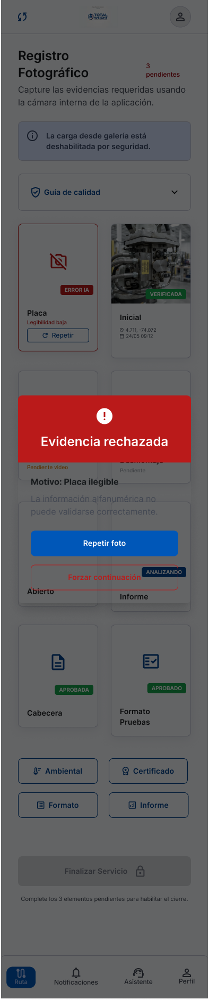 TOTAL
WEIGHT
Registro
Fotográfico
3
pendientes
Capture las evidencias requeridas usando
la cámara interna de la aplicación.
La carga desde galería está
deshabilitada por seguridad.
Guía de calidad
ERROR IA
Placa
Legibilidad baja
Repetir
VERIFICADA
Inicial
4.711, -74.072
24/05 09:12
Evidencia rechazada
Pendiente video
Desmontaje
Pendiente
Motivo: Placa ilegible
La información alfanumérica no
puede validarse correctamente.
Repetir foto
Forzar continuación
ANALIZANDO
Abierto
Informe
APROBADA
Cabecera
APROBADO
Formato
Pruebas
Ambiental
Certificado
Formato
Informe
Finalizar Servicio
Complete los 3 elementos pendientes para habilitar el cierre.
Ruta
Notificaciones
Asistente
Perfil